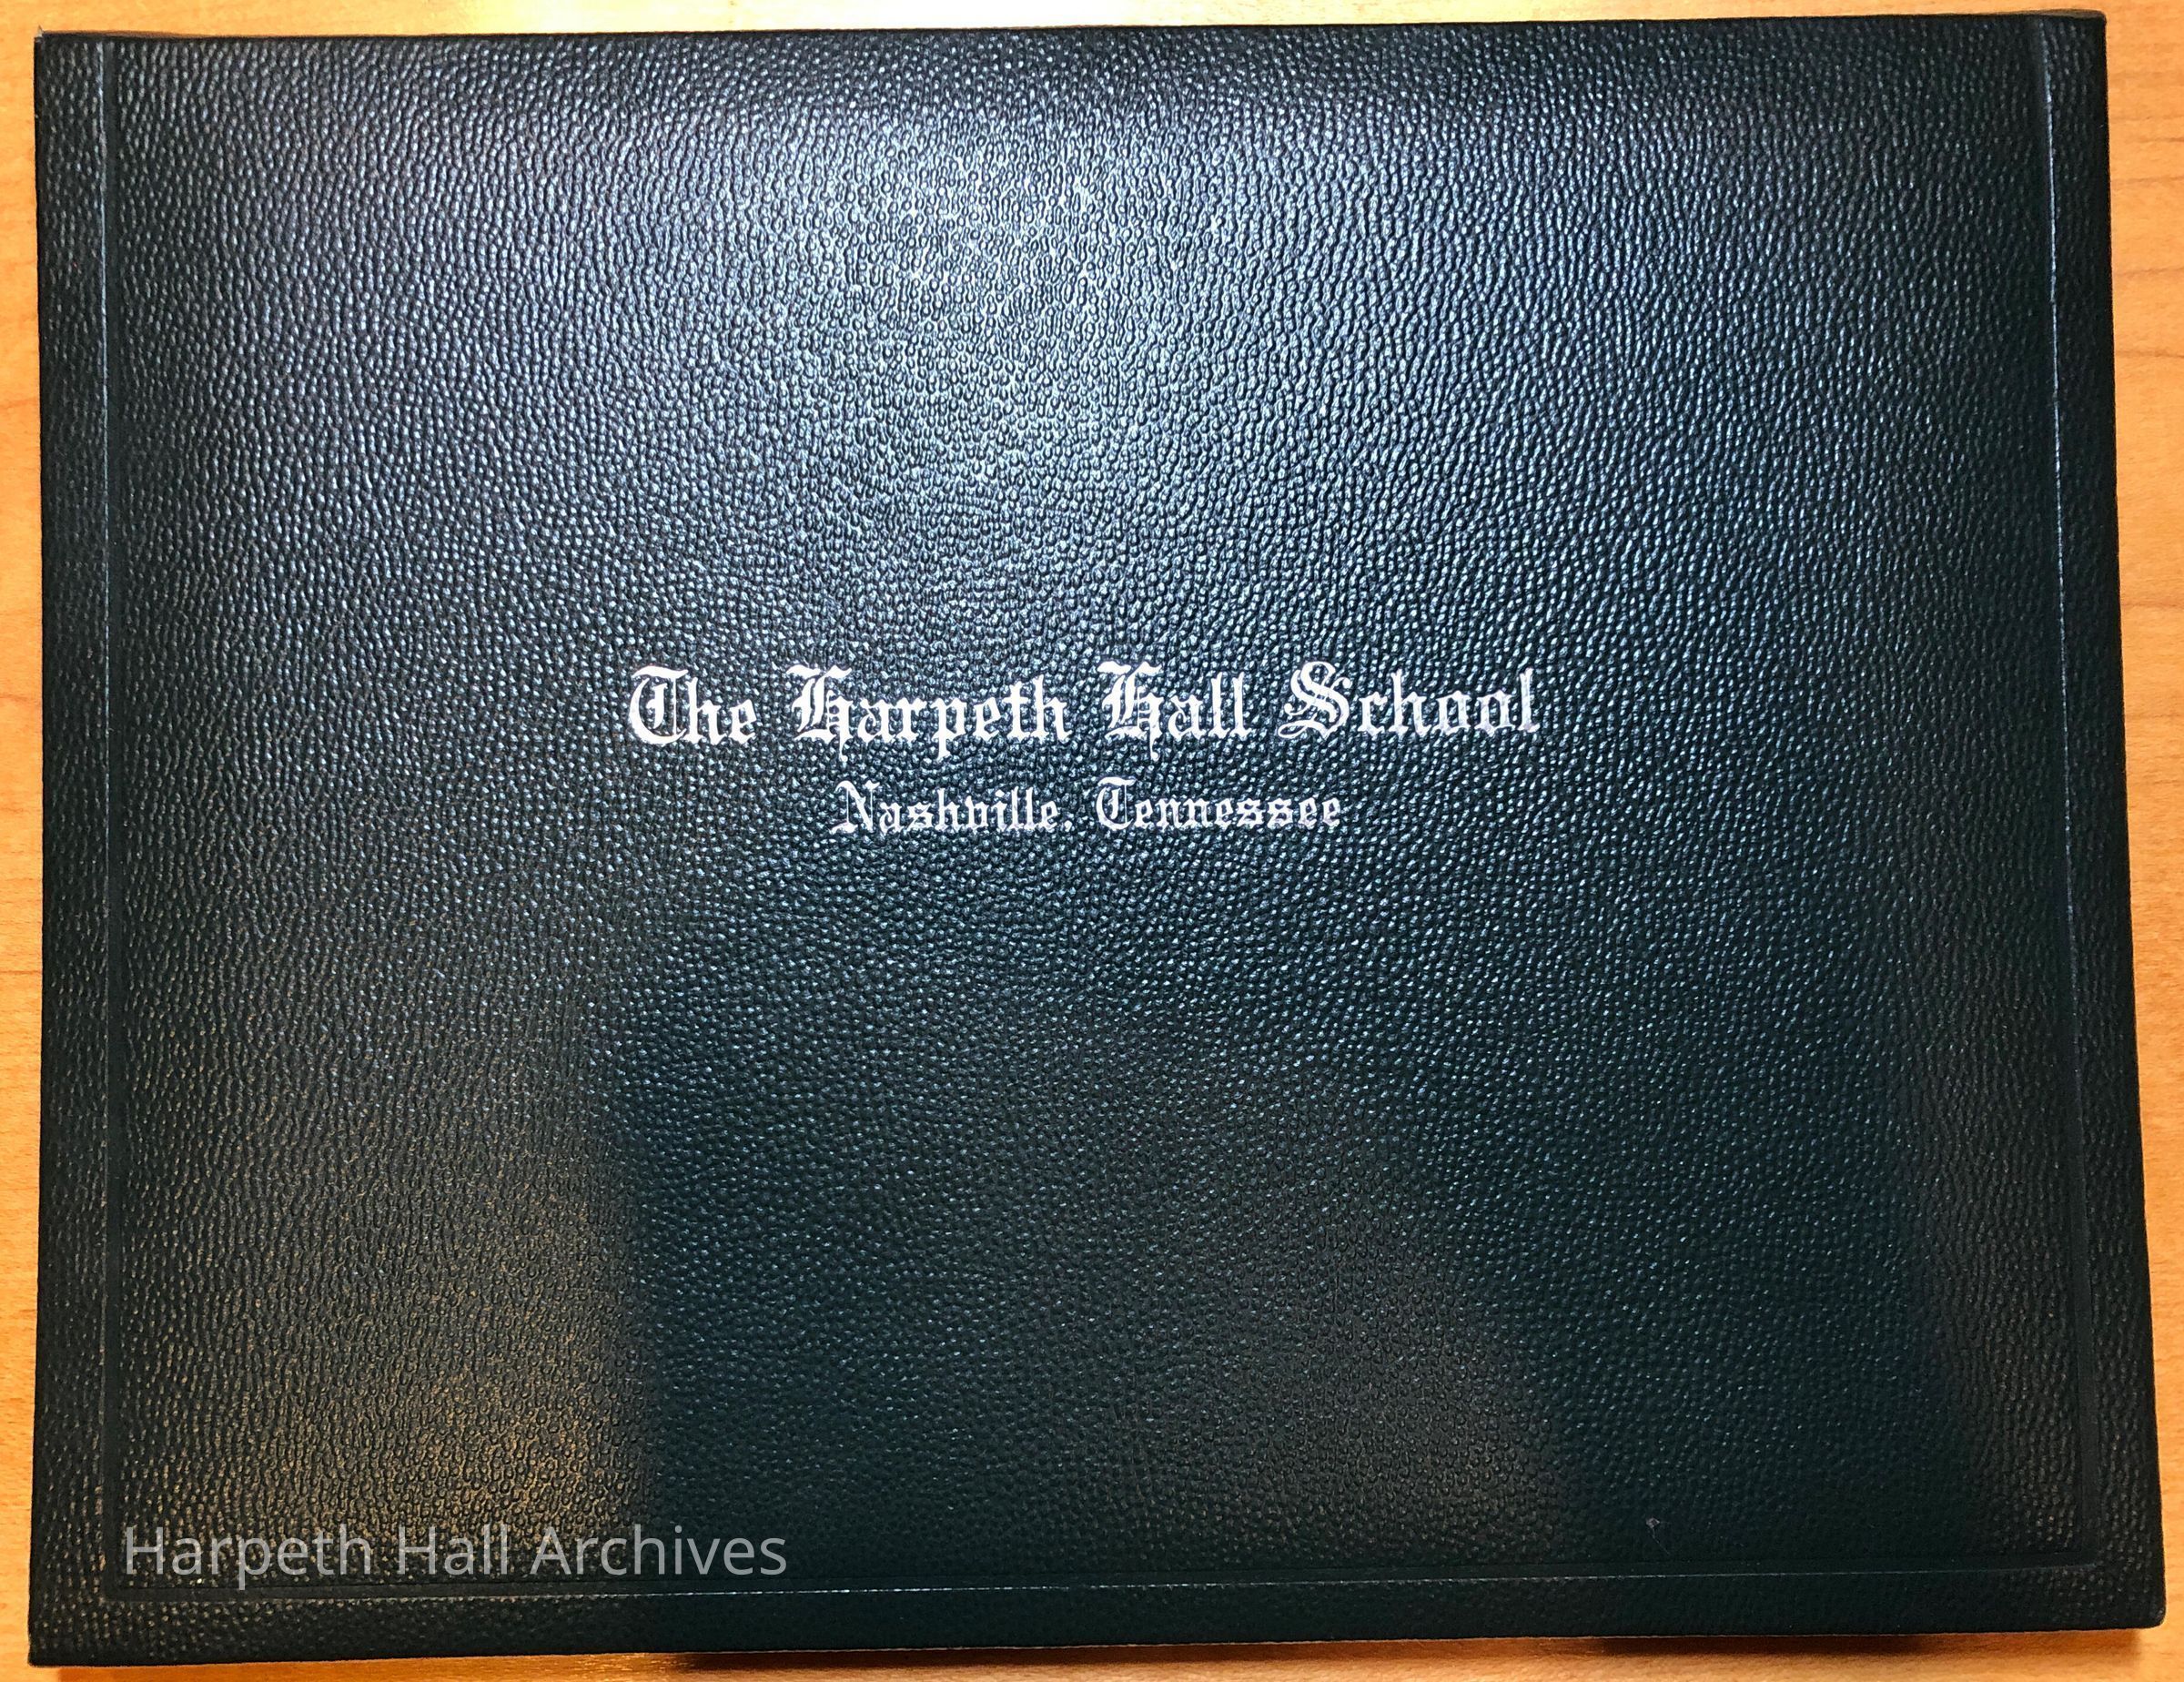 The Harpeth Hall School
Nashville, Tennessee
Harpeth Hall Archives